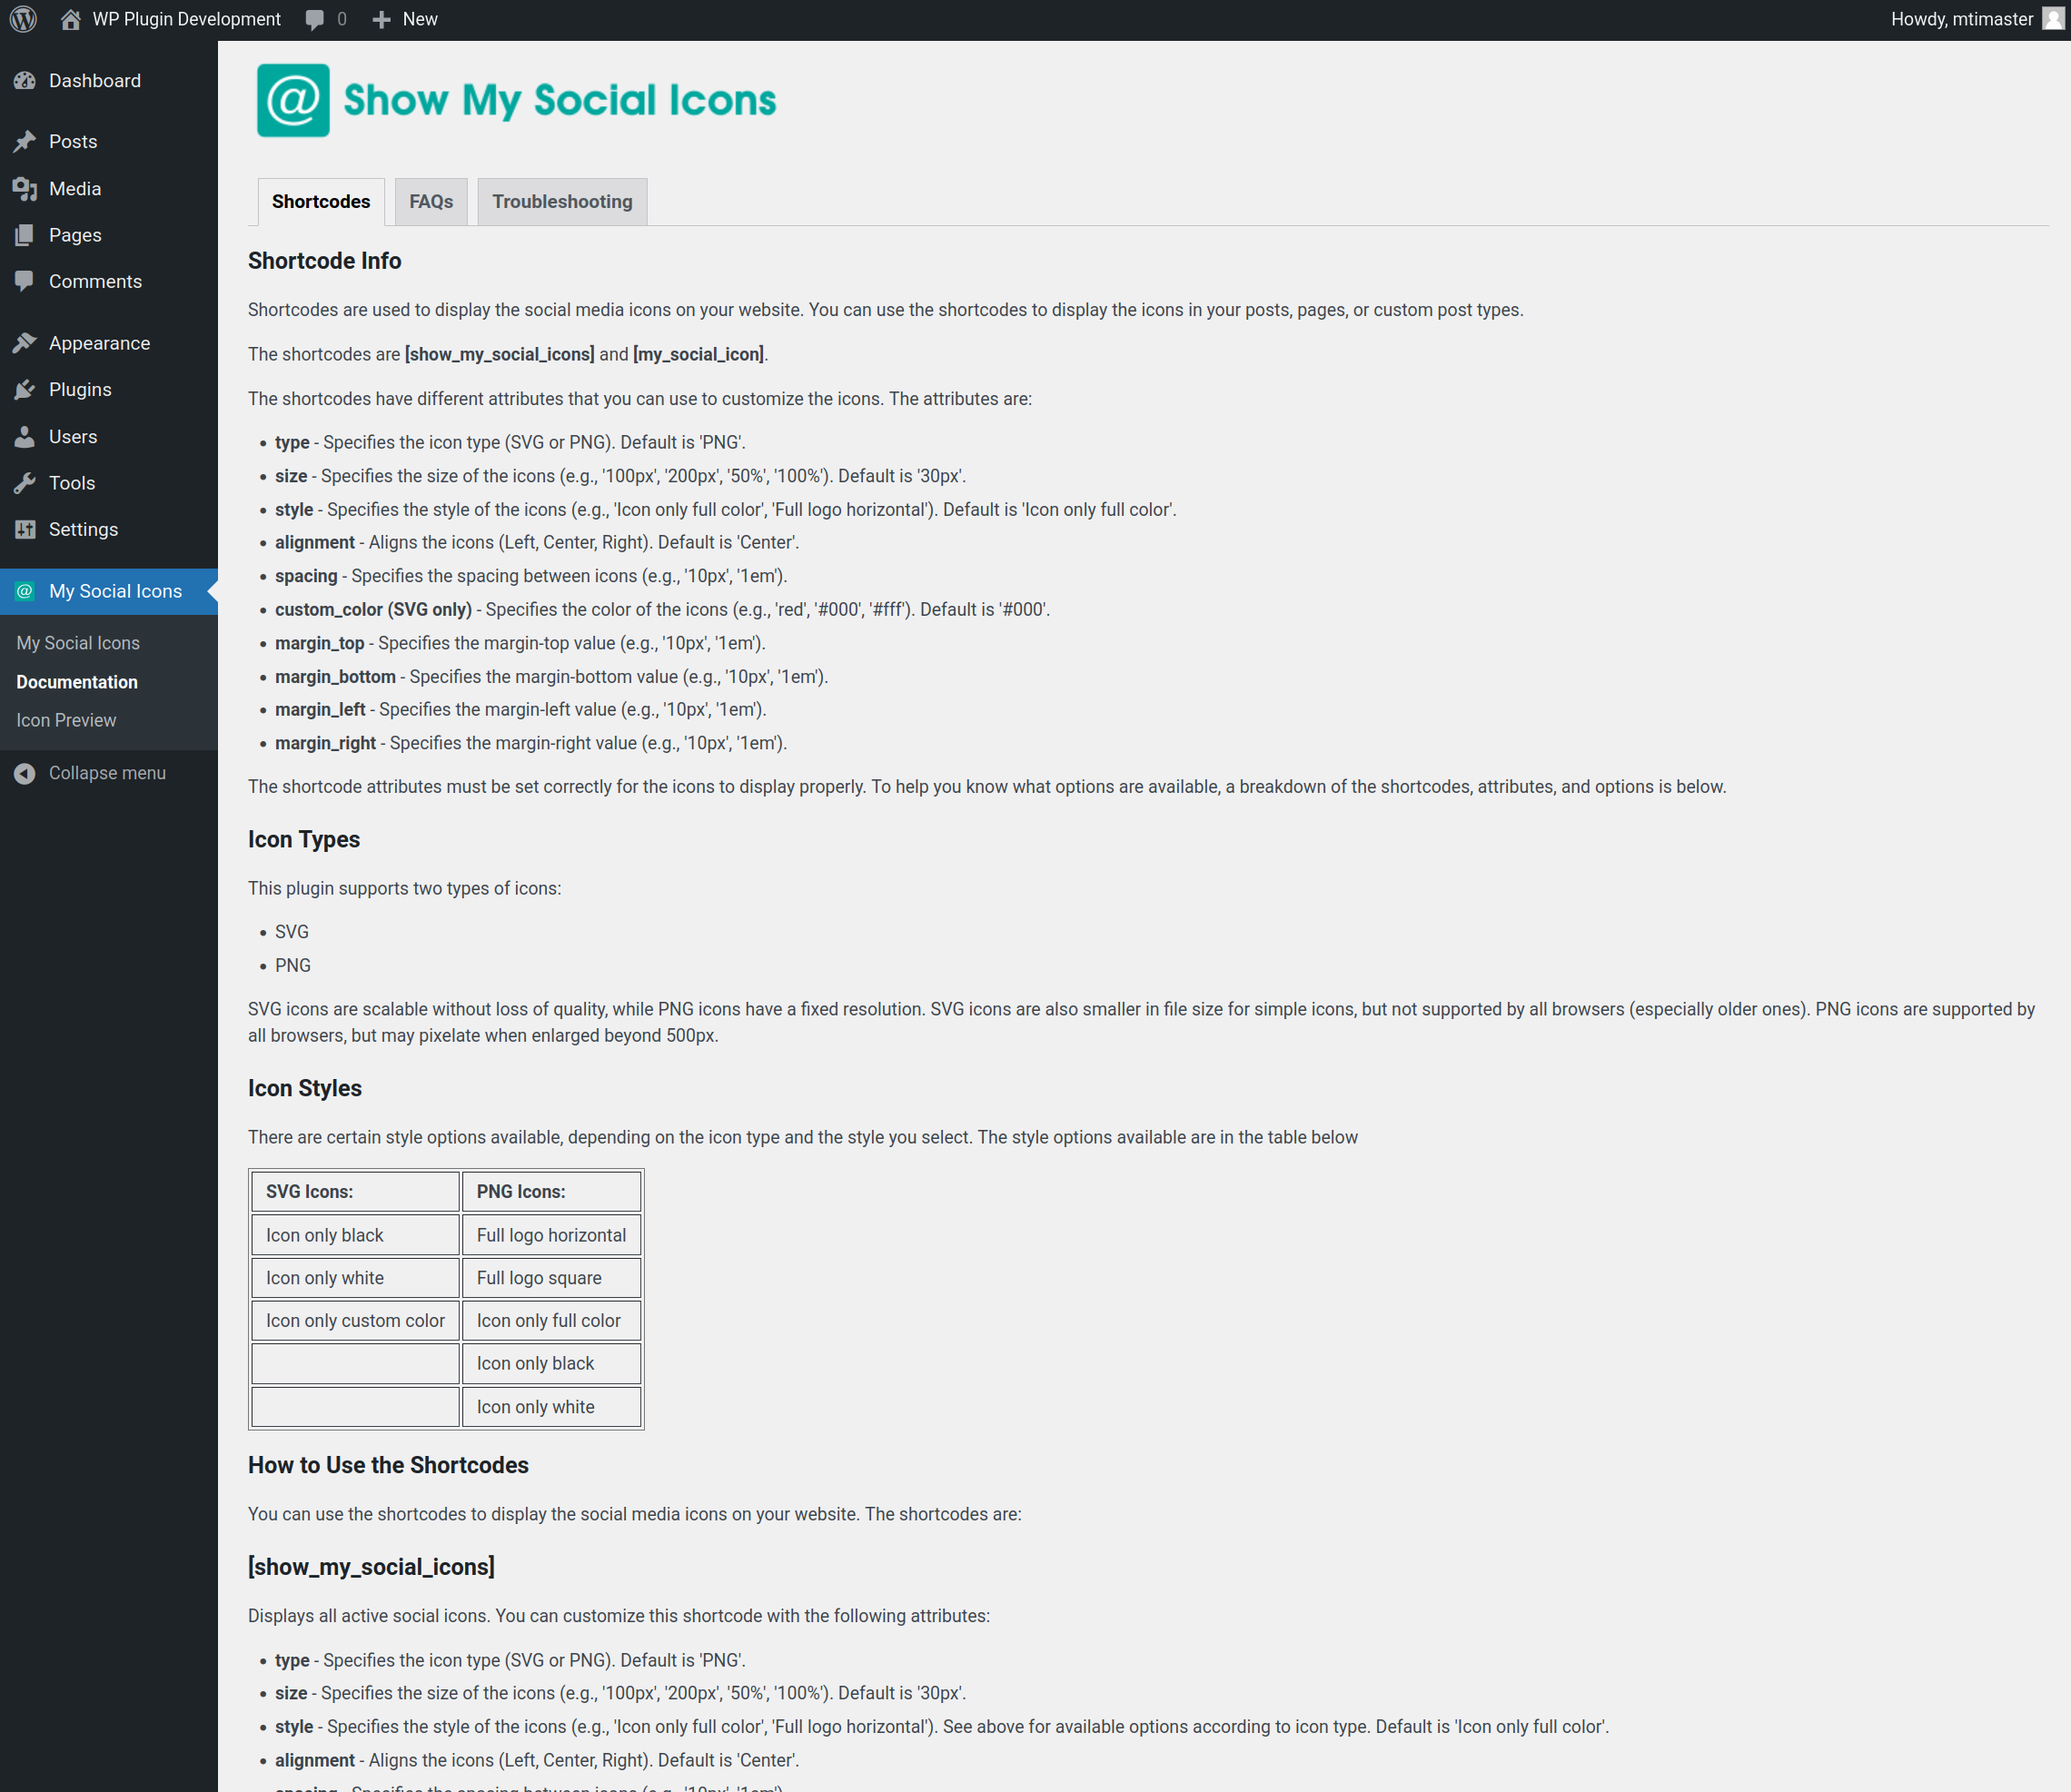 WP Plugin Development
0
New
Howdy, mtimaster
Dashboard
Posts
Media
Pages
Comments
Appearance
Plugins
Users
Tools
Settings
My Social Icons
My Social Icons
Documentation
Icon Preview
Collapse menu
@ Show My Social Icons
Shortcodes
FAQs
Troubleshooting
Shortcode Info
Shortcodes are used to display the social media icons on your website. You can use the shortcodes to display the icons in your posts, pages, or custom post types.
The shortcodes are [show_my_social_icons] and [my_social_icon].
The shortcodes have different attributes that you can use to customize the icons. The attributes are:
• type - Specifies the icon type (SVG or PNG). Default is 'PNG'.
• size - Specifies the size of the icons (e.g., '100px', '200px', '50%', '100%'). Default is '30px'.
• style - Specifies the style of the icons (e.g., 'Icon only full color', 'Full logo horizontal'). Default is 'Icon only full color'.
• alignment - Aligns the icons (Left, Center, Right). Default is 'Center'.
• spacing - Specifies the spacing between icons (e.g., '10px', '1em').
• custom_color (SVG only) - Specifies the color of the icons (e.g., 'red', '#000', '#fff'). Default is '#000'.
• margin_top - Specifies the margin-top value (e.g., '10px', '1em').
• margin_bottom - Specifies the margin-bottom value (e.g., '10px', '1em').
• margin_left - Specifies the margin-left value (e.g., '10px', '1em').
• margin_right - Specifies the margin-right value (e.g., '10px', '1em').
The shortcode attributes must be set correctly for the icons to display properly. To help you know what options are available, a breakdown of the shortcodes, attributes, and options is below.
Icon Types
This plugin supports two types of icons:
• SVG
• PNG
SVG icons are scalable without loss of quality, while PNG icons have a fixed resolution. SVG icons are also smaller in file size for simple icons, but not supported by all browsers (especially older ones). PNG icons are supported by
all browsers, but may pixelate when enlarged beyond 500px.
Icon Styles
There are certain style options available, depending on the icon type and the style you select. The style options available are in the table below
SVG Icons: PNG Icons:
Icon only black Full logo horizontal
Icon only white Full logo square
Icon only custom color Icon only full color
Icon only black
Icon only white
How to Use the Shortcodes
You can use the shortcodes to display the social media icons on your website. The shortcodes are:
[show_my_social_icons]
Displays all active social icons. You can customize this shortcode with the following attributes:
• type - Specifies the icon type (SVG or PNG). Default is 'PNG'.
• size - Specifies the size of the icons (e.g., '100px', '200px', '50%', '100%'). Default is '30px'.
• style - Specifies the style of the icons (e.g., 'Icon only full color', 'Full logo horizontal'). See above for available options according to icon type. Default is 'Icon only full color'.
• alignment - Aligns the icons (Left, Center, Right). Default is 'Center'.
• spacing - Specifies the spacing between icons (e.g., '10px', '1em').